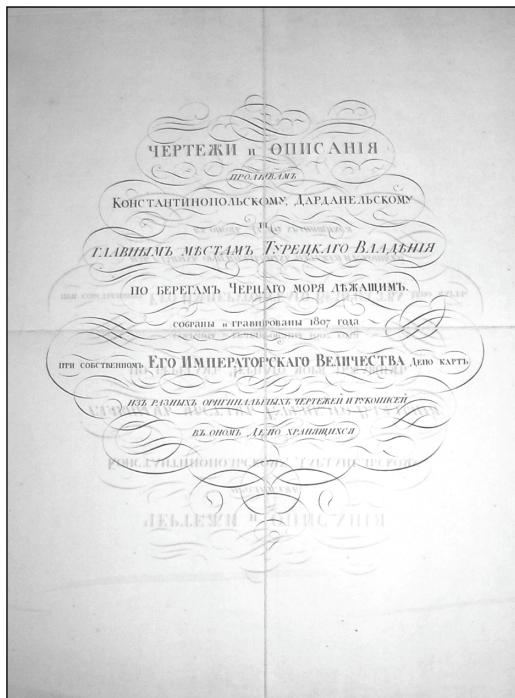 ЧЕРТЕЖИ и ОПИСАНІЯ
ПРОЛИВАМЪ
КОНСТАНТИНОПОЛЬСКОМУ, ДАРДАНЕЛЬСКОМУ
И
ГЛАВНЫМЪ МѢСТАМЪ ТУРЕЦКАГО ВЛАДѢНІЯ
ПО БЕРЕГАМЪ ЧЕРНАГО МОРЯ ЛѢЖАЩИМЪ.
СОБРАНЫ и ГРАВИРОВАНЫ 1807 ГОДА
ПРИ СОБСТВЕННОМЪ ЕГО ИМПЕРАТОРСКАГО ВЕЛИЧЕСТВА ДЕПО КАРТЪ
ИЗЪ РАЗНЫХЪ ОРИГИНАЛЬНЫХЪ ЧЕРТЕЖЕЙ И РУКОПИСЕЙ
ВЪ ОНОМЪ ДЕПО ХРАНЯЩИХСЯ